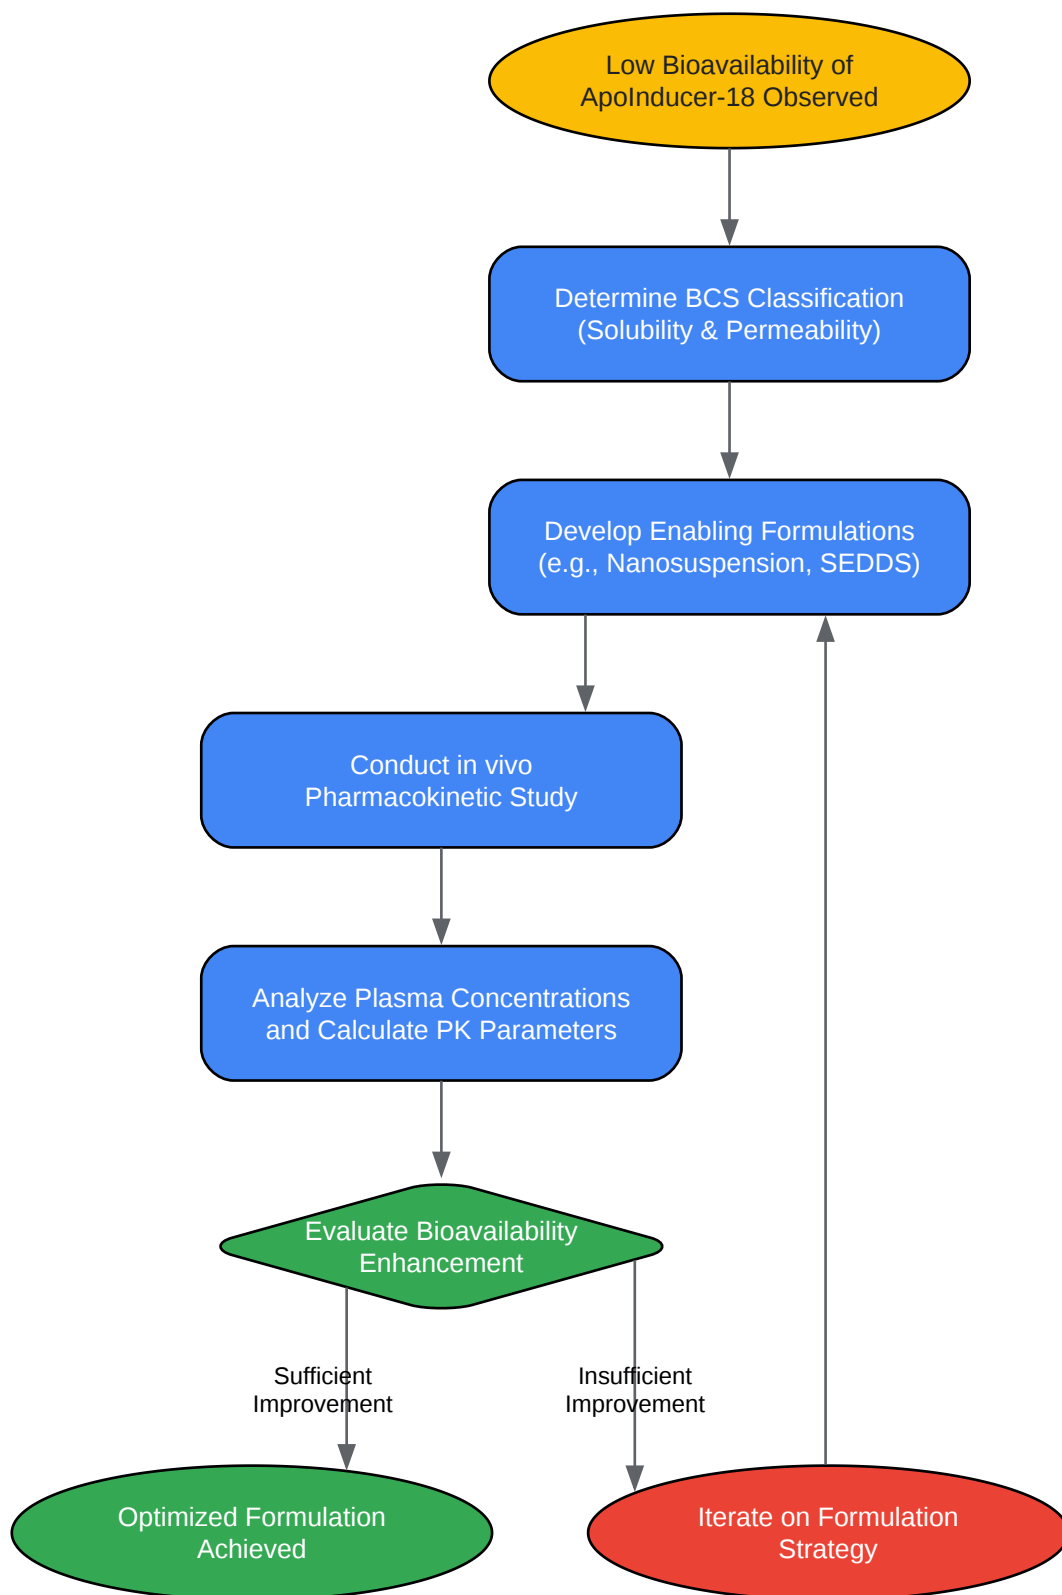 Low Bioavailability of
ApoInducer-18 Observed
Determine BCS Classification
(Solubility & Permeability)
Develop Enabling Formulations
(e.g., Nanosuspension, SEDDS)
Conduct in vivo
Pharmacokinetic Study
Analyze Plasma Concentrations
and Calculate PK Parameters
Evaluate Bioavailability
Enhancement
Sufficient
Improvement
Insufficient
Improvement
Optimized Formulation
Achieved
Iterate on Formulation
Strategy